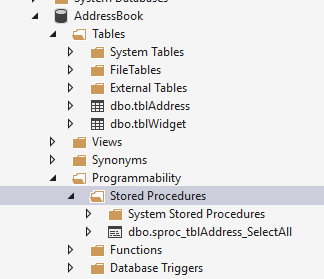 System Databases
AddressBook
Tables
System Tables
FileTables
External Tables
dbo.tblAddress
dbo.tblWidget
Views
Synonyms
Programmability
Stored Procedures
System Stored Procedures
dbo.sproc_tblAddress_SelectAll
Functions
Database Triggers